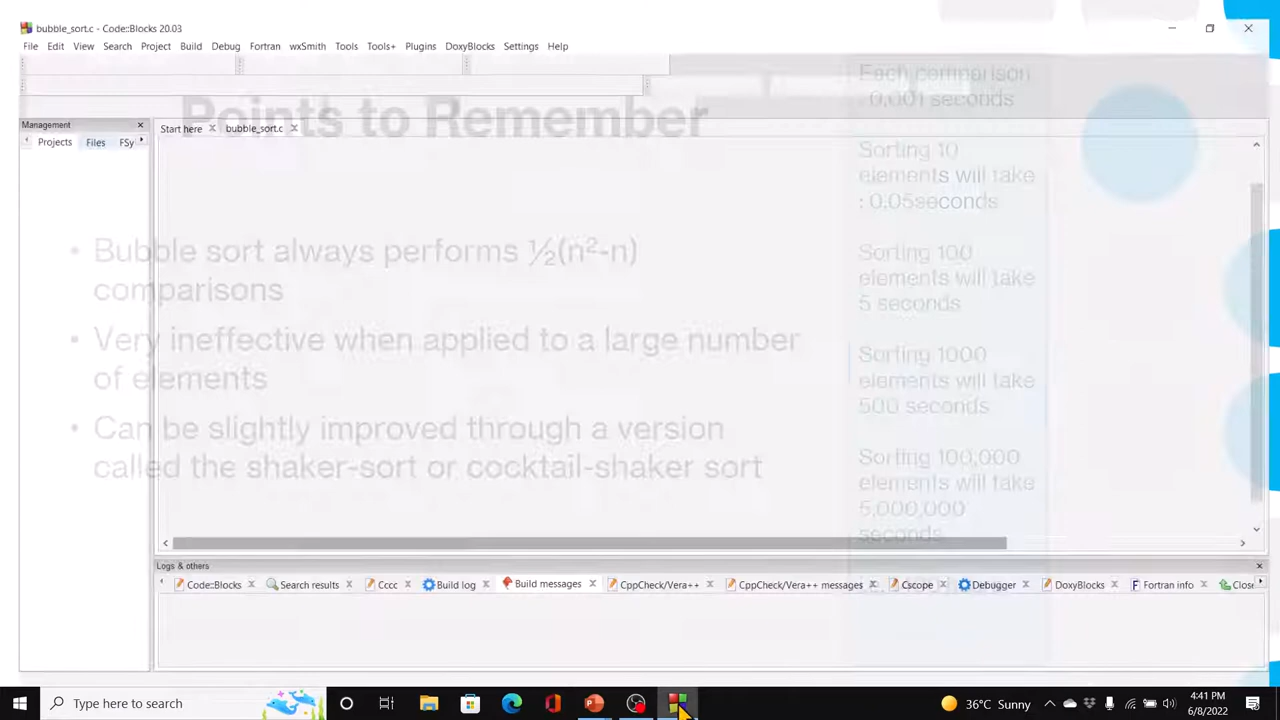 bubble_sort.c - Code::Blocks 20.03
File Edit View Search Project Build Debug Fortran wxSmith Tools Tools+ Plugins DoxyBlocks Settings Help
Management
Projects Files FSy
Start here bubble_sort.c
Points to Remember
• Bubble sort always performs ½(n²-n)
comparisons
• Very ineffective when applied to a large number
of elements
• Can be slightly improved through a version
called the shaker-sort or cocktail-shaker sort
Each comparison
: 0.001 seconds
Sorting 10
elements will take
: 0.05seconds
Sorting 100
elements will take
5 seconds
Sorting 1000
elements will take
500 seconds
Sorting 100,000
elements will take
5,000,000
seconds
Logs & others
Code::Blocks Search results Cccc Build log Build messages CppCheck/Vera++ CppCheck/Vera++ messages Cscope Debugger DoxyBlocks Fortran info Close
Type here to search
36°C Sunny
4:41 PM
6/8/2022